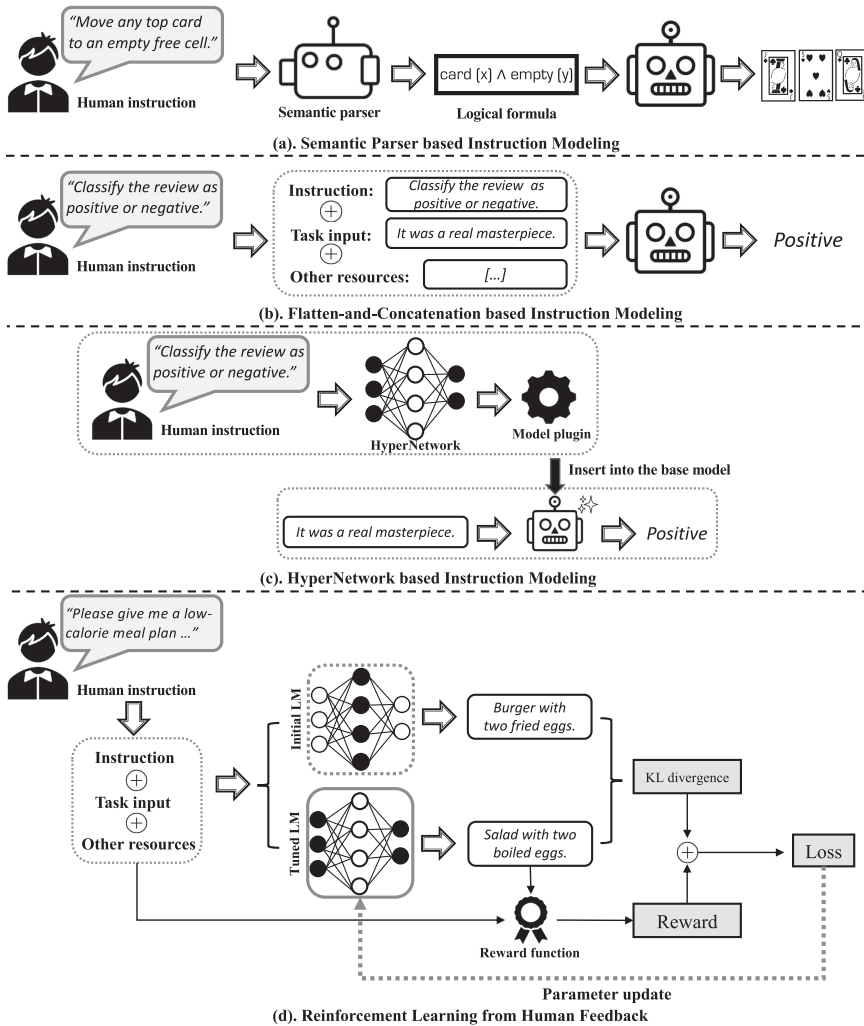 “Move any top card
to an empty free cell.”
Human instruction
Semantic parser
card (x) ∧ empty (y)
Logical formula
(a). Semantic Parser based Instruction Modeling
“Classify the review as
positive or negative.”
Human instruction
Instruction:
Classify the review as
positive or negative.
Task input:
It was a real masterpiece.
Other resources:
[...]
Positive
(b). Flatten-and-Concatenation based Instruction Modeling
“Classify the review as
positive or negative.”
Human instruction
HyperNetwork
Model plugin
Insert into the base model
It was a real masterpiece.
Positive
(c). HyperNetwork based Instruction Modeling
“Please give me a low-
calorie meal plan ...”
Human instruction
Instruction
Task input
Other resources
Initial LM
Burger with
two fried eggs.
KL divergence
Tuned LM
Salad with two
boiled eggs.
Loss
Reward function
Reward
Parameter update
(d). Reinforcement Learning from Human Feedback